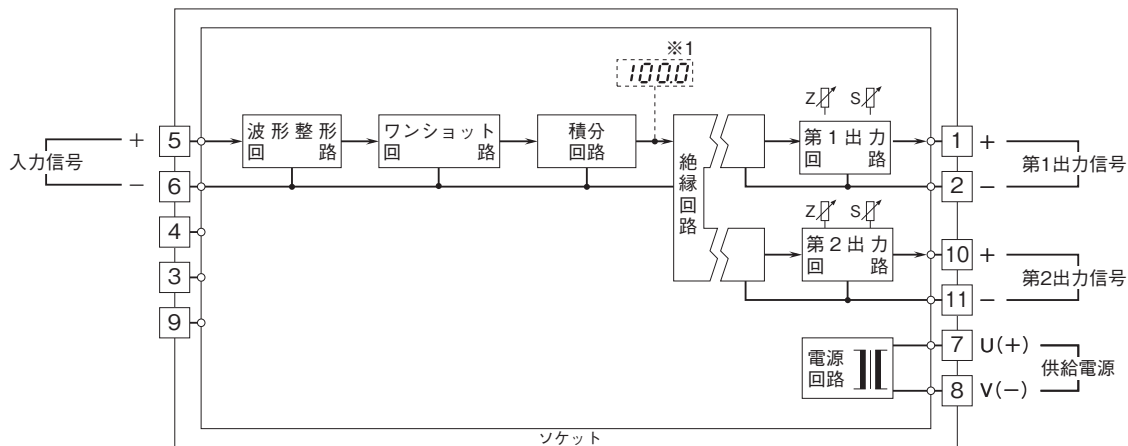 ※1
100.0
Z S
波形整形
回路
ワンショット
回路
積分
回路
絶縁回路
第1出力
回路
入力信号
+ 5
− 6
4
3
9
1 +
2 −
第1出力信号
Z S
第2出力
回路
10 +
11 −
第2出力信号
電源
回路
7 U(+)
8 V(−)
供給電源
ソケット